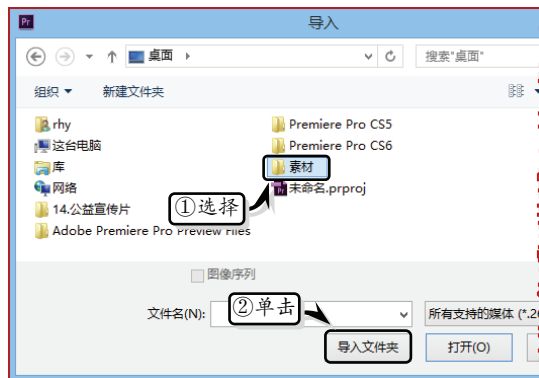 Pr
导入
桌面
搜索"桌面"
组织
新建文件夹
rhy
这台电脑
库
网络
14.公益宣传片
Adobe Premiere Pro Preview Files
Premiere Pro CS5
Premiere Pro CS6
素材
未命名.prproj
①选择
图像序列
文件名(N):
②单击
所有支持的媒体 (*.26
导入文件夹
打开(O)